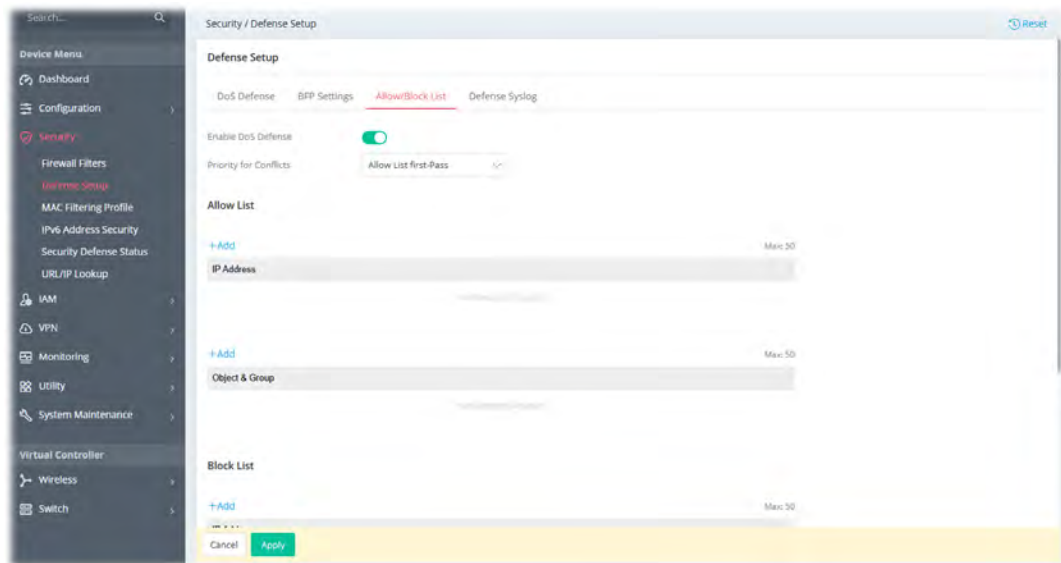 Search...
Security / Defense Setup
Reset
Device Menu
Defense Setup
Dashboard
DoS Defense
BFP Settings
Allow/Block List
Defense Syslog
Configuration
Security
Enable DoS Defense
Firewall Filters
Priority for Conflicts
Allow List first-Pass
Defense Setup
MAC Filtering Profile
Allow List
IPv6 Address Security
Security Defense Status
+Add
Max: 50
URL/IP Lookup
IP Address
IAM
VPN
Monitoring
+Add
Max: 50
Object & Group
Utility
System Maintenance
Virtual Controller
Block List
Wireless
Switch
+Add
Max: 50
Cancel
Apply